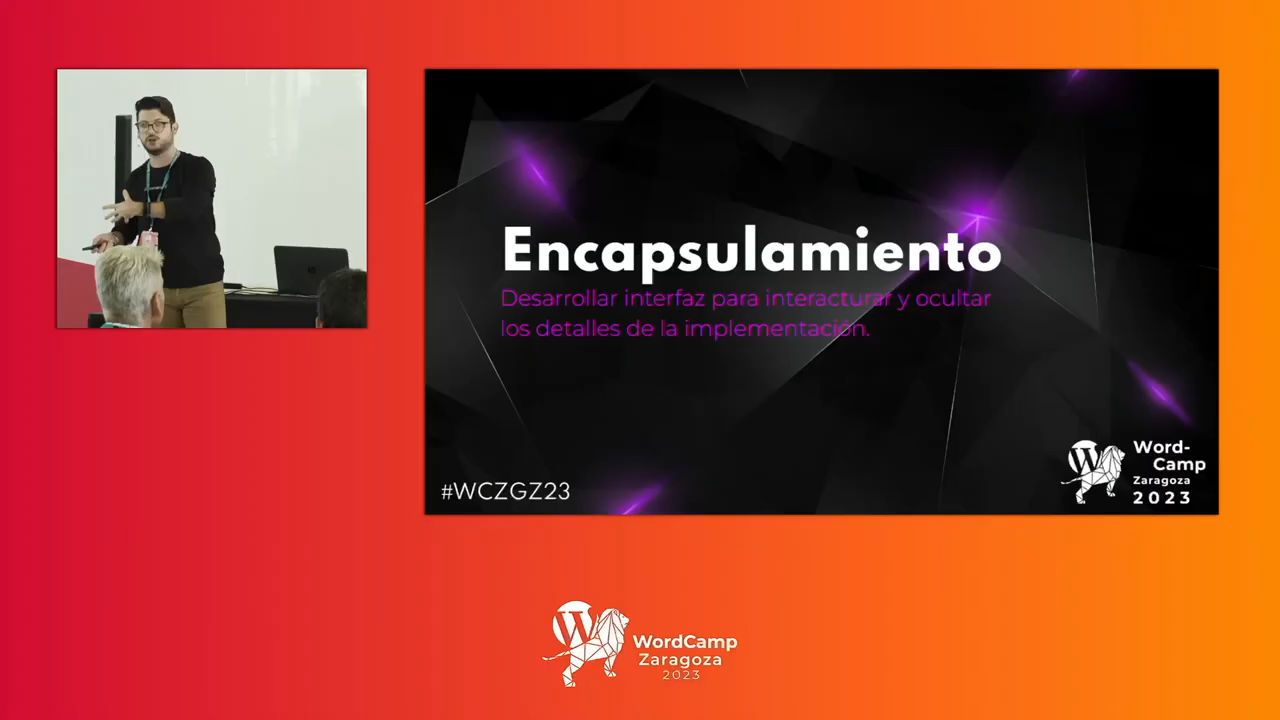 Encapsulamiento
Desarrollar interfaz para interacturar y ocultar
los detalles de la implementación.
#WCZGZ23
Word-
Camp
Zaragoza
2023
WordCamp
Zaragoza
2023